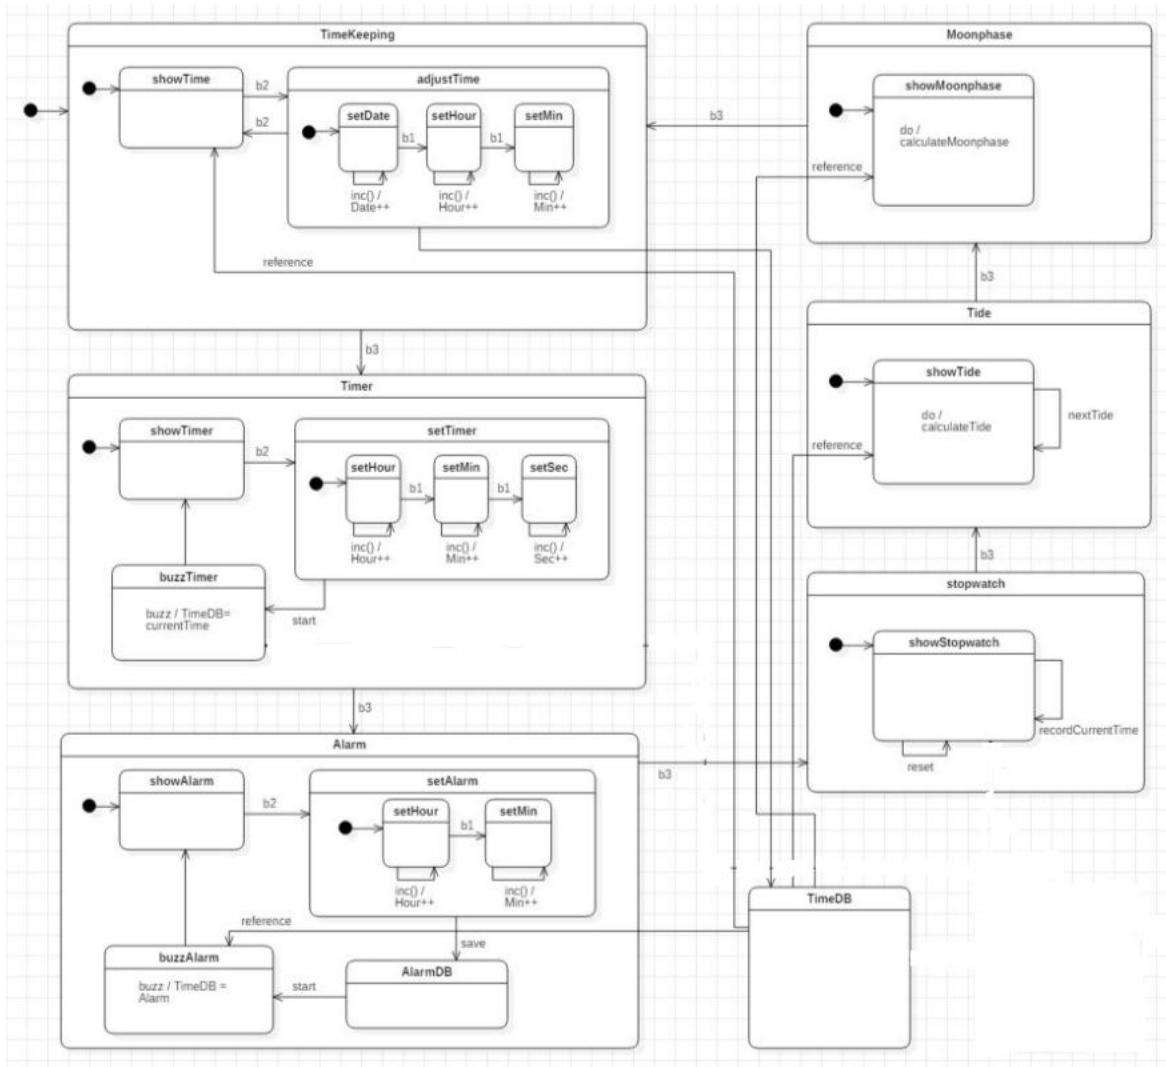 TimeKeeping
showTime
b2
b2
adjustTime
setDate
b1
setHour
b1
setMin
inc() /
Date++
inc() /
Hour++
inc() /
Min++
reference
b3
Timer
showTimer
b2
setTimer
setHour
b1
setMin
b1
setSec
inc() /
Hour++
inc() /
Min++
inc() /
Sec++
buzzTimer
buzz / TimeDB=
currentTime
start
b3
Alarm
showAlarm
b2
setAlarm
setHour
b1
setMin
inc() /
Hour++
inc() /
Min++
reference
save
buzzAlarm
buzz / TimeDB =
Alarm
start
AlarmDB
b3
Moonphase
showMoonphase
do /
calculateMoonphase
b3
reference
b3
Tide
showTide
do /
calculateTide
nextTide
reference
b3
stopwatch
showStopwatch
recordCurrentTime
reset
TimeDB